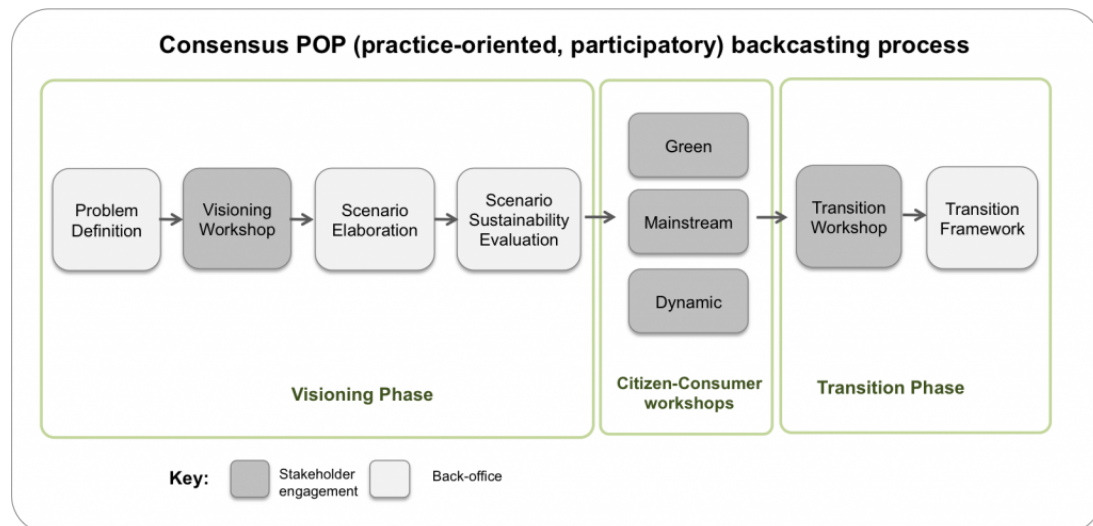 Consensus POP (practice-oriented, participatory) backcasting process
Problem
Definition
Visioning
Workshop
Scenario
Elaboration
Scenario
Sustainability
Evaluation
Visioning Phase
Green
Mainstream
Dynamic
Citizen-Consumer
workshops
Transition
Workshop
Transition
Framework
Transition Phase
Key:
Stakeholder
engagement
Back-office